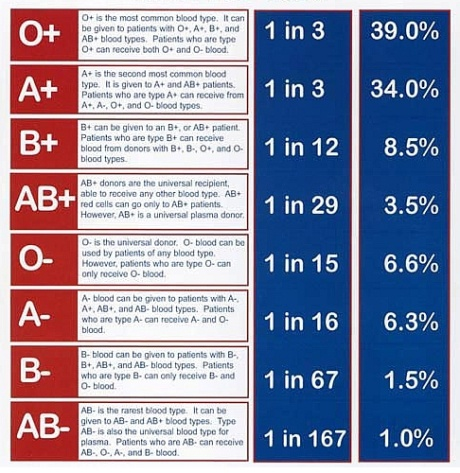 O+
O+ is the most common blood type. It can
be given to patients with O+, A+, B+, and
AB+ blood types. Patients who are type
O+ can receive both O+ and O- blood.
1 in 3
39.0%
A+
A+ is the second most common blood
type. It is given to A+ and AB+ patients.
Patients who are type A+ can receive from
A+, A-, O+, and O- blood types.
1 in 3
34.0%
B+
B+ can be given to an B+, or AB+ patient.
Patients who are type B+ can receive
blood from donors with B+, B-, O+, and O-
blood types.
1 in 12
8.5%
AB+
AB+ donors are the universal recipient,
able to receive any other blood type. AB+
red cells can go only to AB+ patients.
However, AB+ is a universal plasma donor.
1 in 29
3.5%
O-
O- is the universal donor. O- blood can be
used by patients of any blood type.
However, patients who are type O- can
only receive O- blood.
1 in 15
6.6%
A-
A- blood can be given to patients with A-,
A+, AB+, and AB- blood types. Patients
who are type A- can receive A- and O-
blood.
1 in 16
6.3%
B-
B- blood can be given to patients with B-,
B+, AB+, and AB- blood types. Patients
who are type B- can only receive B- and
O- blood.
1 in 67
1.5%
AB-
AB- is the rarest blood type. It can be
given to AB- and AB+ blood types. Type
AB- is also the universal blood type for
plasma. Patients who are AB- can receive
AB-, O-, A-, and B- blood.
1 in 167
1.0%